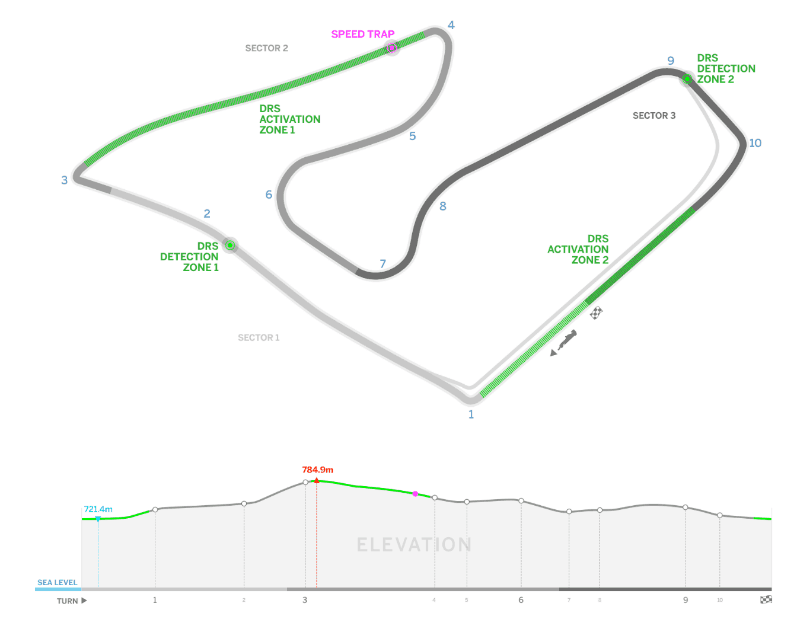 4
SPEED TRAP
SECTOR 2
9
DRS
DETECTION
ZONE 2
DRS
ACTIVATION
ZONE 1
SECTOR 3
5
10
3
6
2
8
DRS
DETECTION
ZONE 1
7
DRS
ACTIVATION
ZONE 2
SECTOR 1
1
784.9m
721.4m
ELEVATION
SEA LEVEL
TURN 1 2 3 4 5 6 7 8 9 10